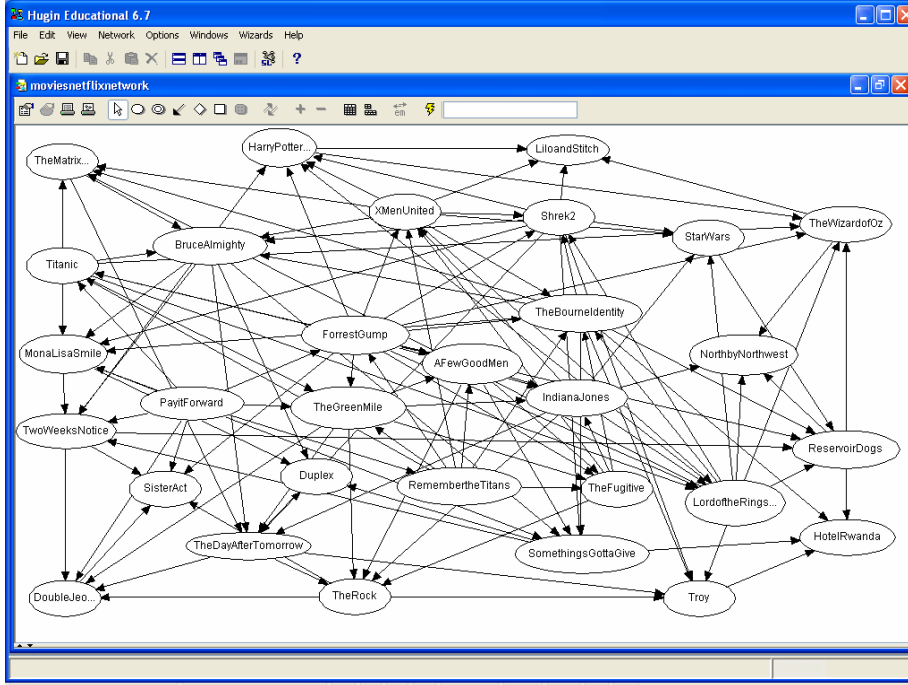 Hugin Educational 6.7
File Edit View Network Options Windows Wizards Help
?
moviesnetflixnetwork
em
HarryPotter...
LiloandStitch
TheMatrix...
XMenUnited
Shrek2
TheWizardofOz
StarWars
BruceAlmighty
Titanic
TheBourneIdentity
ForrestGump
MonaLisaSmile
NorthbyNorthwest
AFewGoodMen
PayitForward
TheGreenMile
IndianaJones
TwoWeeksNotice
ReservoirDogs
Duplex
SisterAct
RemembertheTitans
TheFugitive
LordoftheRings...
HotelRwanda
TheDayAfterTomorrow
SomethingsGottaGive
DoubleJeo...
TheRock
Troy